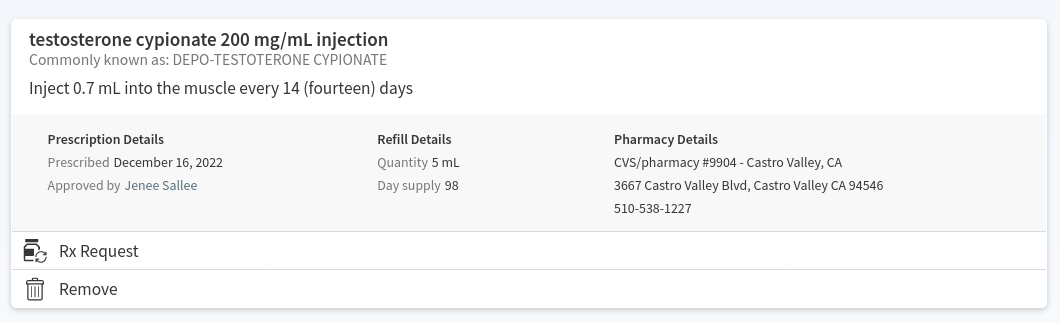 testosterone cypionate 200 mg/mL injection
Commonly known as: DEPO-TESTOTERONE CYPIONATE
Inject 0.7 mL into the muscle every 14 (fourteen) days
Prescription Details
Prescribed December 16, 2022
Approved by Jenee Sallee
Refill Details
Quantity 5 mL
Day supply 98
Pharmacy Details
CVS/pharmacy #9904 - Castro Valley, CA
3667 Castro Valley Blvd, Castro Valley CA 94546
510-538-1227
Rx Request
Remove